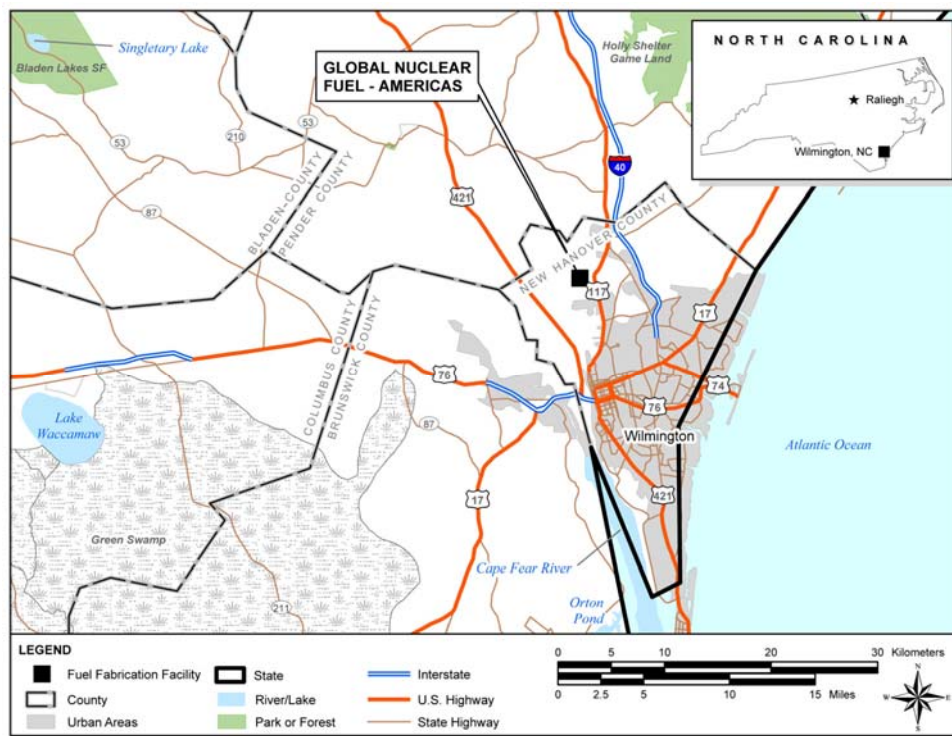 Singletary Lake
Bladen Lakes SF
Holly Shelter
Game Land
GLOBAL NUCLEAR
FUEL - AMERICAS
NORTH CAROLINA
Raliegh
Wilmington, NC
53
210
53
87
421
40
BLADEN-COUNTY
PENDER COUNTY
NEW HANOVER COUNTY
117
17
COLUMBUS COUNTY
BRUNSWICK COUNTY
76
74
76
Lake
Waccamaw
87
Wilmington
Atlantic Ocean
17
421
Green Swamp
Cape Fear River
Orton
Pond
211
LEGEND
Fuel Fabrication Facility
State
Interstate
County
River/Lake
U.S. Highway
Urban Areas
Park or Forest
State Highway
0 5 10 20 30 Kilometers
0 2.5 5 10 15 Miles
N
W E
S